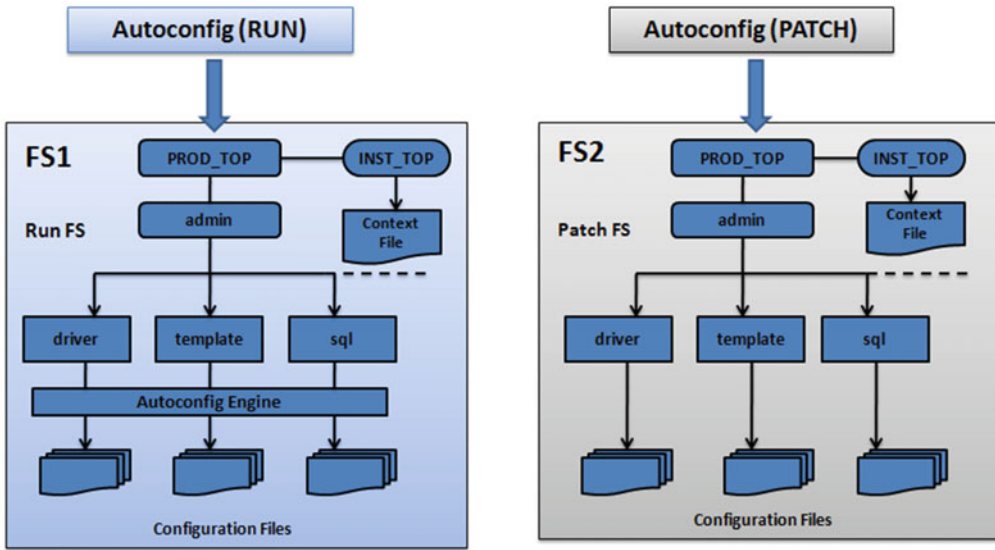 Autoconfig (RUN)
Autoconfig (PATCH)
FS1
PROD_TOP
INST_TOP
Run FS
admin
Context
File
driver
template
sql
Autoconfig Engine
Configuration Files
FS2
PROD_TOP
INST_TOP
Patch FS
admin
Context
File
driver
template
sql
Configuration Files